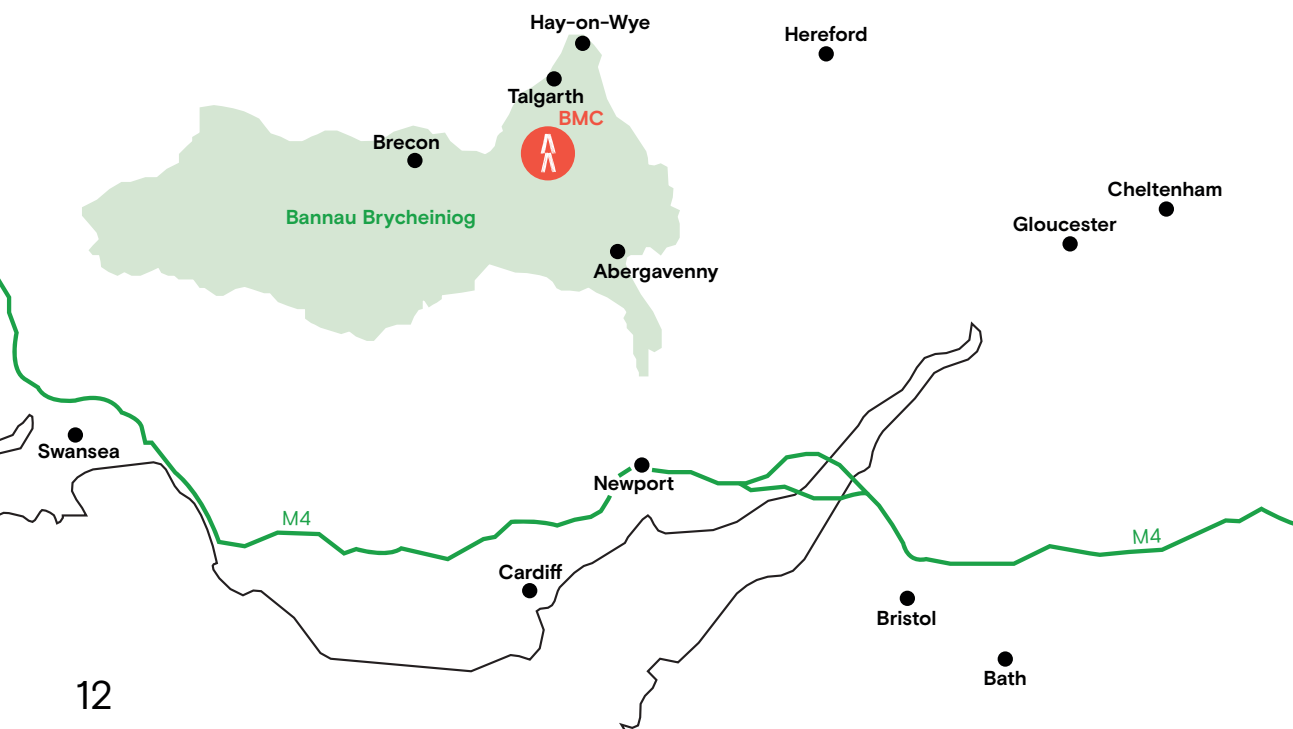 Hay-on-Wye
Hereford
Talgarth
BMC
Brecon
Cheltenham
Bannau Brycheiniog
Gloucester
Abergavenny
Swansea
Newport
M4
M4
Cardiff
Bristol
Bath
12